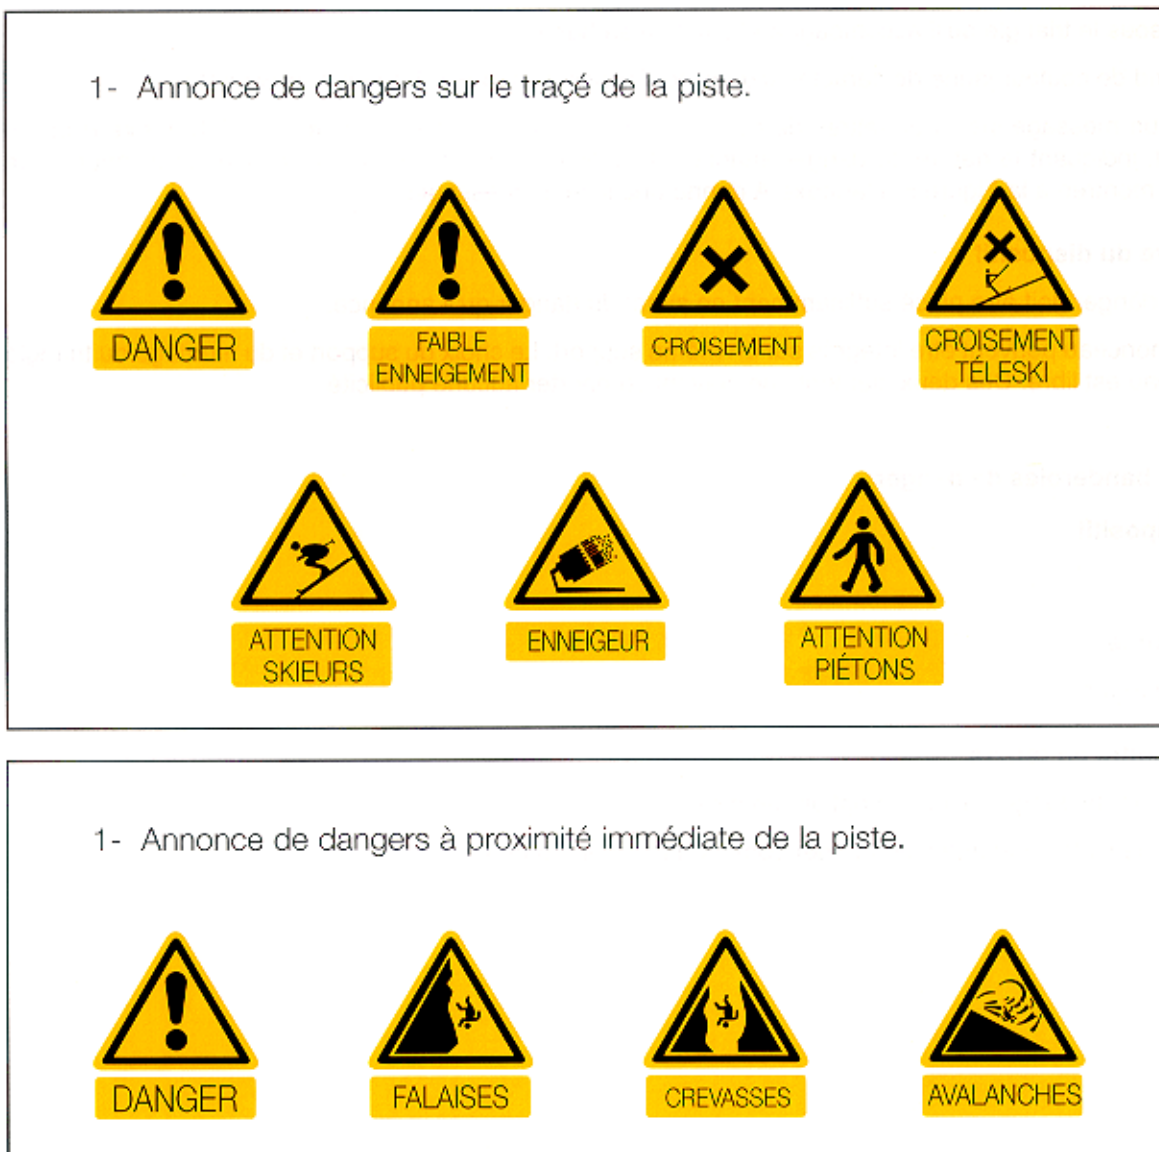 1- Annonce de dangers sur le traçé de la piste.
DANGER
FAIBLE
ENNEIGEMENT
CROISEMENT
CROISEMENT
TÉLESKI
ATTENTION
SKIEURS
ENNEIGEUR
ATTENTION
PIÉTONS
1- Annonce de dangers à proximité immédiate de la piste.
DANGER
FALAISES
CREVASSES
AVALANCHES